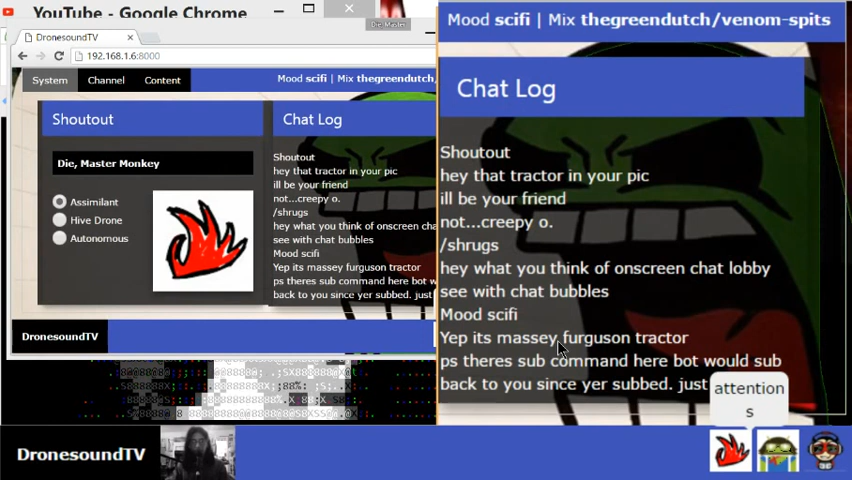 YouTube - Google Chrome
Die, Master
DronesoundTV
192.168.1.6:8000
System Channel Content
Mood scifi | Mix thegreendutch,
Shoutout
Die, Master Monkey
Assimilant
Hive Drone
Autonomous
Chat Log
Shoutout
hey that tractor in your pic
ill be your friend
not...creepy o.
/shrugs
hey what you think of onscreen cha
see with chat bubbles
Mood scifi
Yep its massey furguson tractor
ps theres sub command here bot w
back to you since yer subbed. just
DronesoundTV
Mood scifi | Mix thegreendutch/venom-spits
Chat Log
Shoutout
hey that tractor in your pic
ill be your friend
not...creepy o.
/shrugs
hey what you think of onscreen chat lobby
see with chat bubbles
Mood scifi
Yep its massey furguson tractor
ps theres sub command here bot would sub
back to you since yer subbed. just
attention
s
DronesoundTV